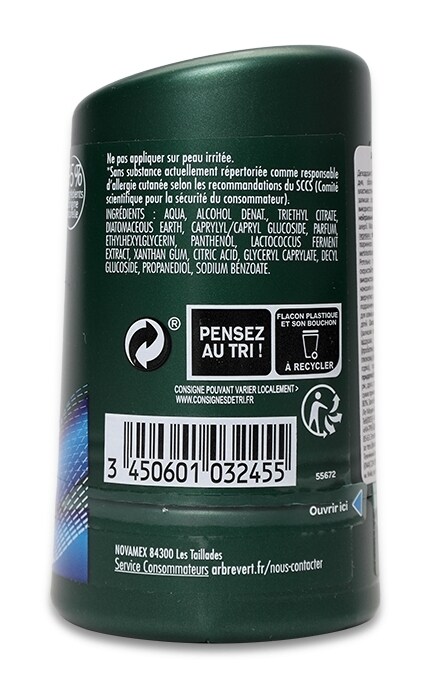 Ne pas appliquer sur peau irritée.
*Sans substance actuellement répertoriée comme responsable
d'allergie cutanée selon les recommandations du SCCS (Comité
scientifique pour la sécurité du consommateur).
INGRÉDIENTS : AQUA, ALCOHOL DENAT., TRIETHYL CITRATE,
DIATOMACEOUS EARTH, CAPRYLYL/CAPRYL GLUCOSIDE, PARFUM,
ETHYLHEXYLGLYCERIN, PANTHENOL, LACTOCOCCUS FERMENT
EXTRACT, XANTHAN GUM, CITRIC ACID, GLYCERYL CAPRYLATE, DECYL
GLUCOSIDE, PROPANEDIOL, SODIUM BENZOATE.
®
PENSEZ
AU TRI !
FLACON PLASTIQUE
ET SON BOUCHON
À RECYCLER
CONSIGNE POUVANT VARIER LOCALEMENT >
WWW.CONSIGNESDETRI.FR
3 450601 032455
55672
Ouvrir ici
NOVAMEX 84300 Les Taillades
Service Consommateurs arbrevert.fr/nous-contacter